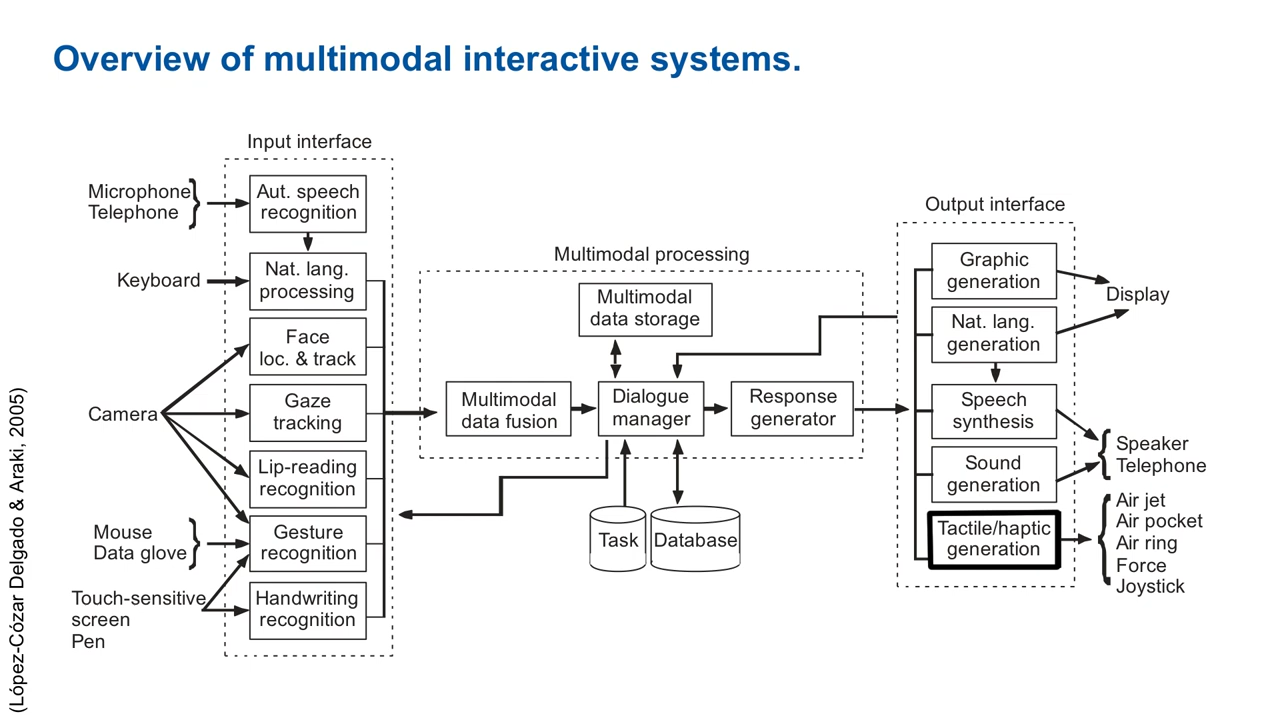 Overview of multimodal interactive systems.
Input interface
Microphone
Telephone
Aut. speech
recognition
Keyboard
Nat. lang.
processing
Face
loc. & track
Camera
Gaze
tracking
Lip-reading
recognition
Mouse
Data glove
Gesture
recognition
Touch-sensitive
screen
Pen
Handwriting
recognition
Multimodal processing
Multimodal
data storage
Multimodal
data fusion
Dialogue
manager
Response
generator
Task
Database
Output interface
Graphic
generation
Nat. lang.
generation
Display
Speech
synthesis
Sound
generation
Speaker
Telephone
Tactile/haptic
generation
Air jet
Air pocket
Air ring
Force
Joystick
(López-Cózar Delgado & Araki, 2005)